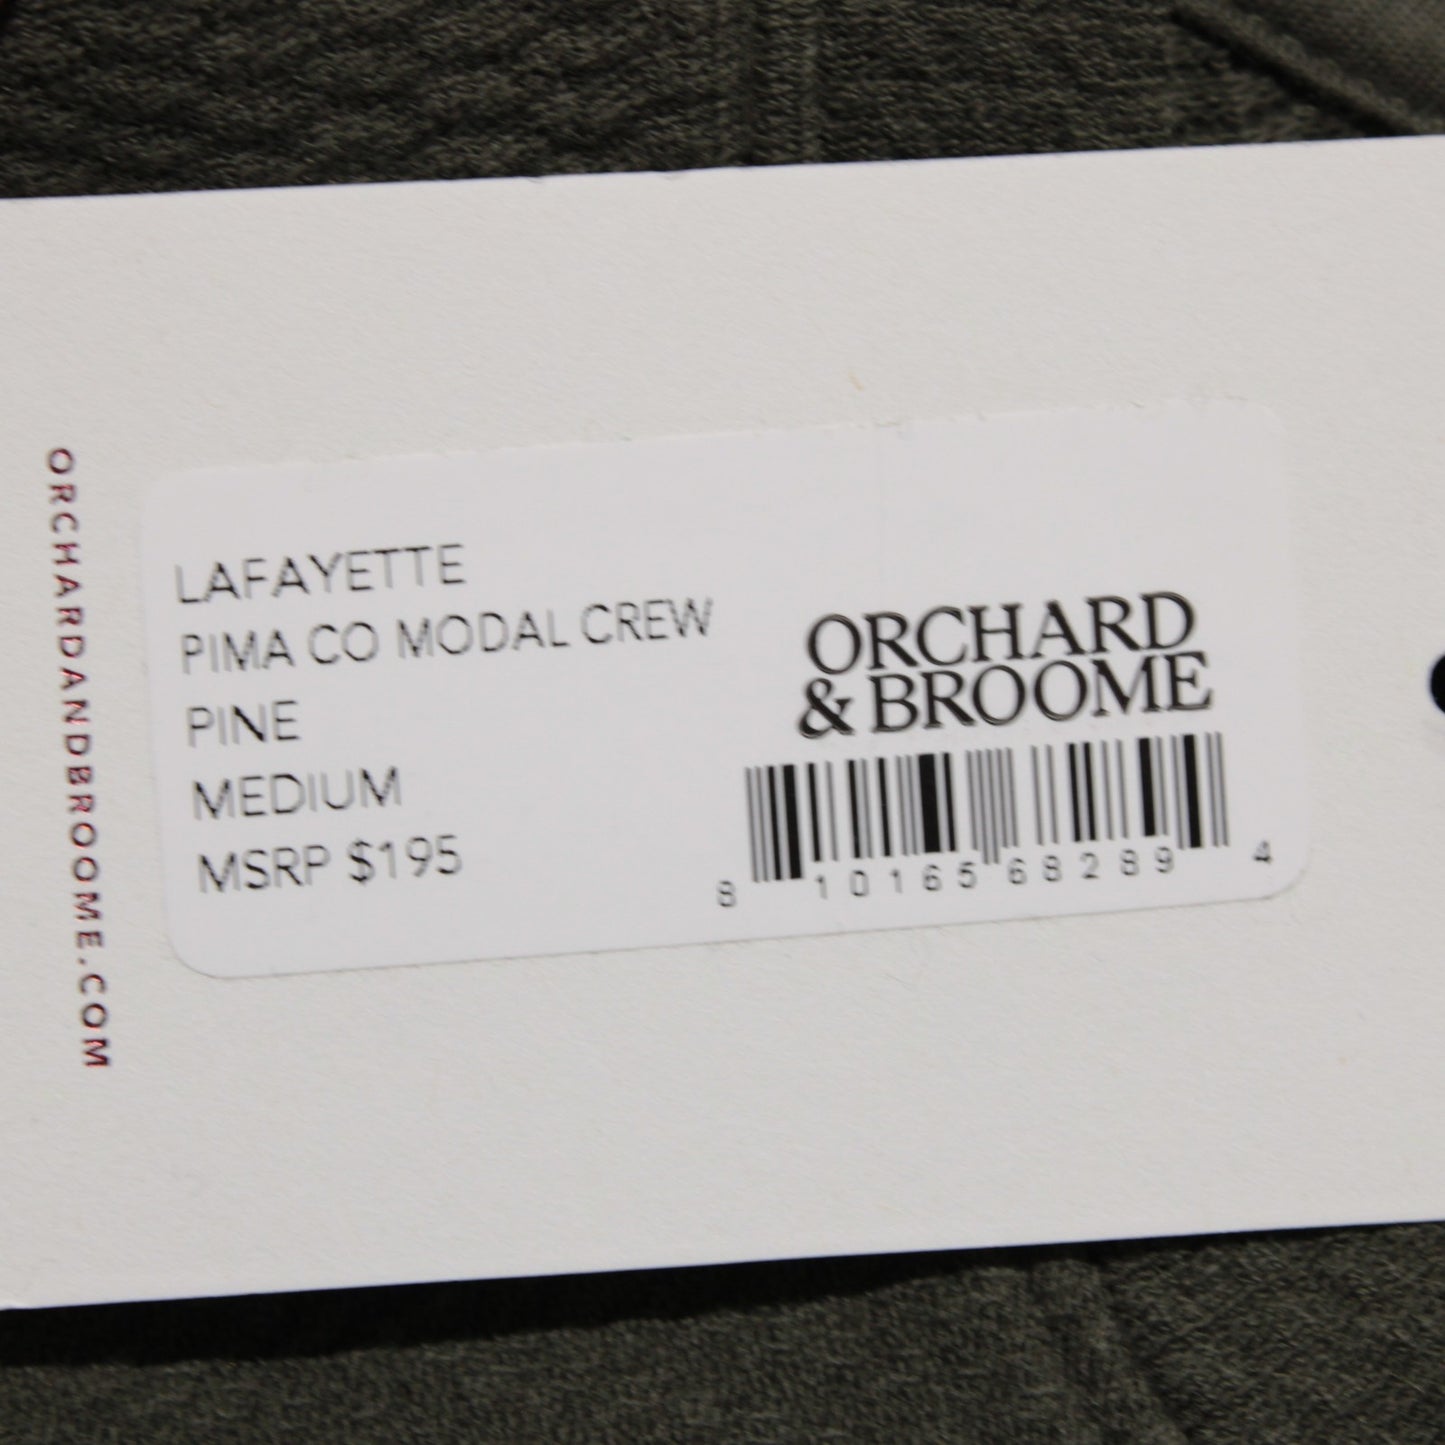 ORCHARDANDBROOME.COM
LAFAYETTE
PIMA CO MODAL CREW
PINE
MEDIUM
MSRP $195
ORCHARD
& BROOME
8 10165 68289 4